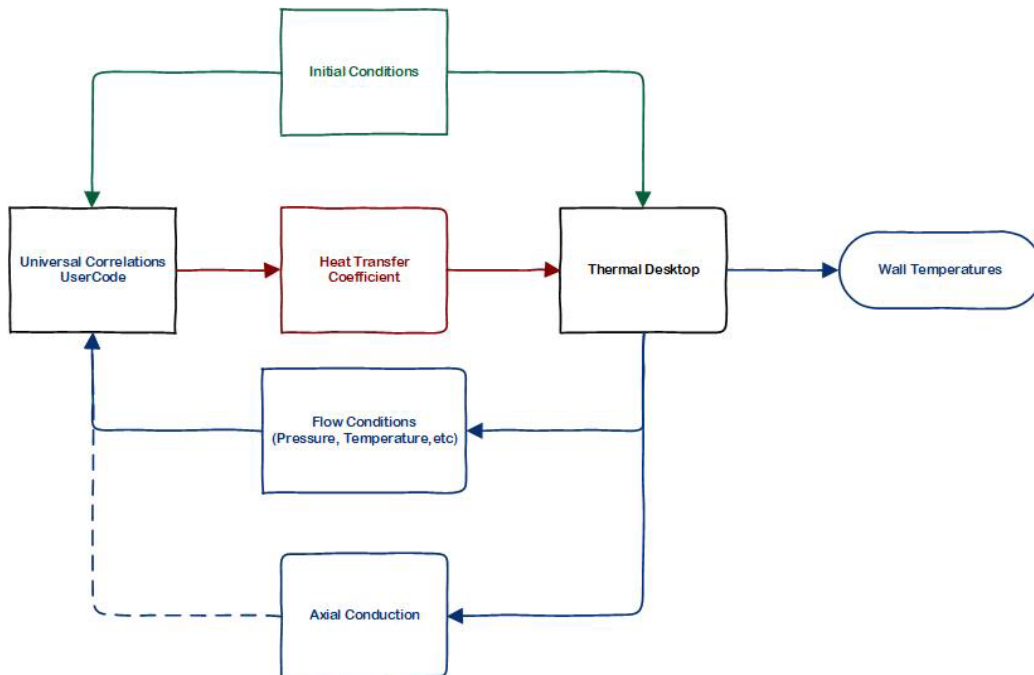 Initial Conditions
Universal Correlations
UserCode
Heat Transfer
Coefficient
Thermal Desktop
Wall Temperatures
Flow Conditions
(Pressure, Temperature,etc)
Axial Conduction